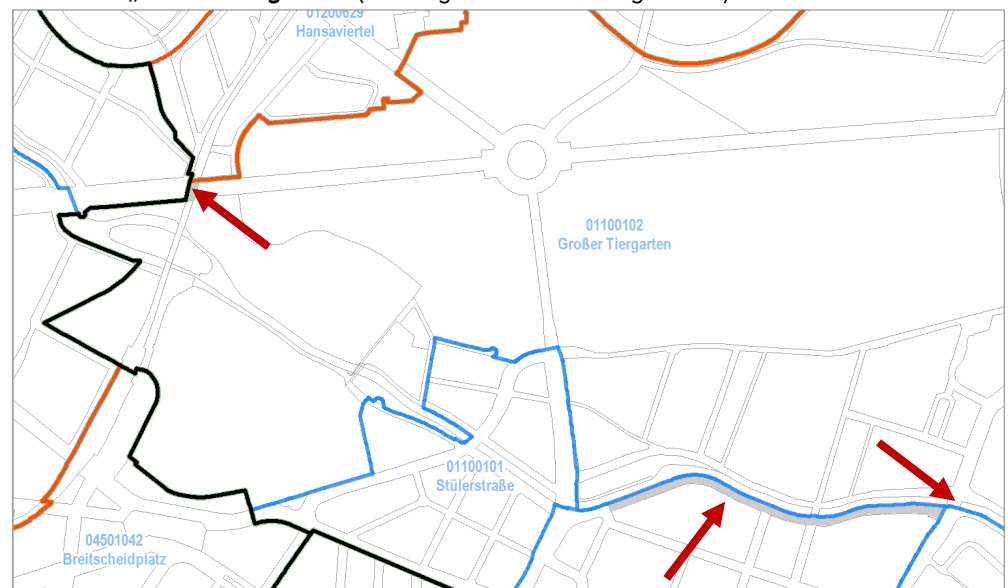 01200629
Hansaviertel
01100102
Großer Tiergarten
01100101
Stülerstraße
04501042
Breitscheidplatz